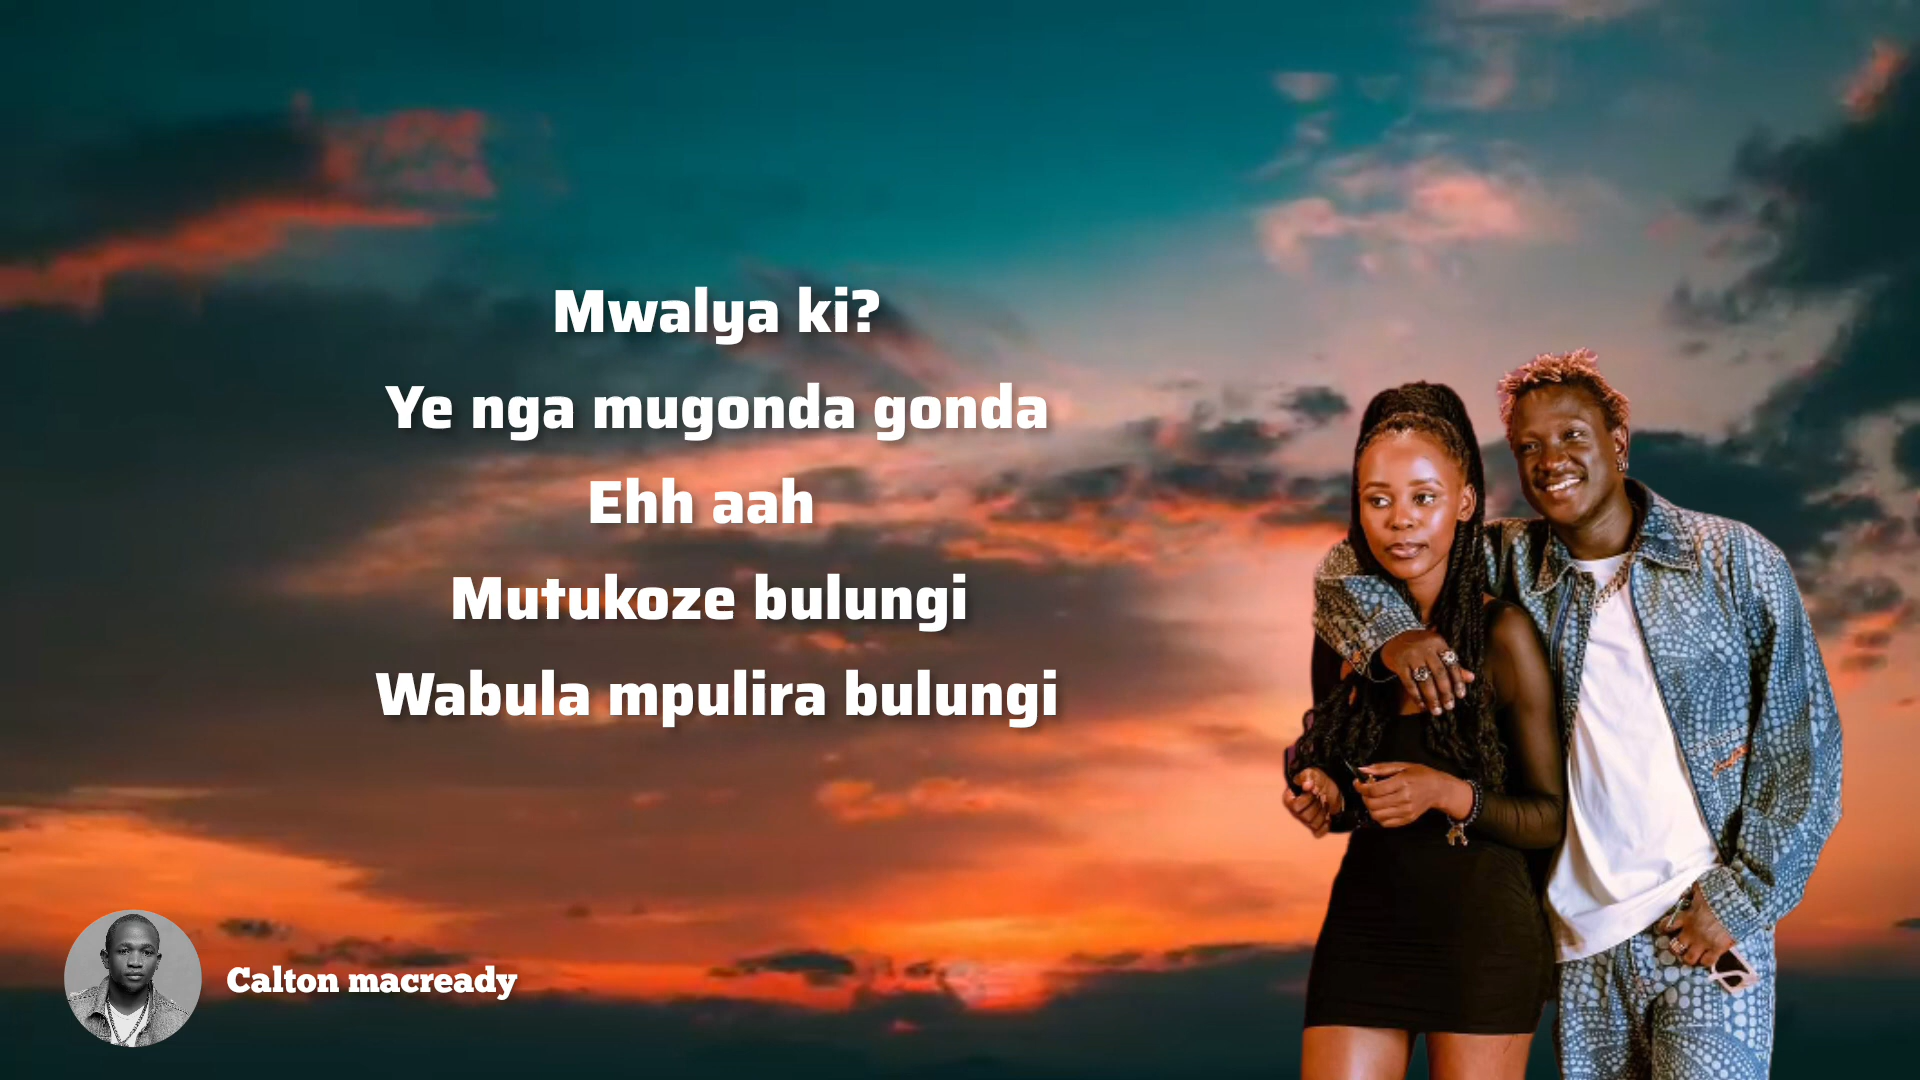 Mwalya ki?
Ye nga mugonda gonda
Ehh aah
Mutukoze bulungi
Wabula mpulira bulungi
Calton macready